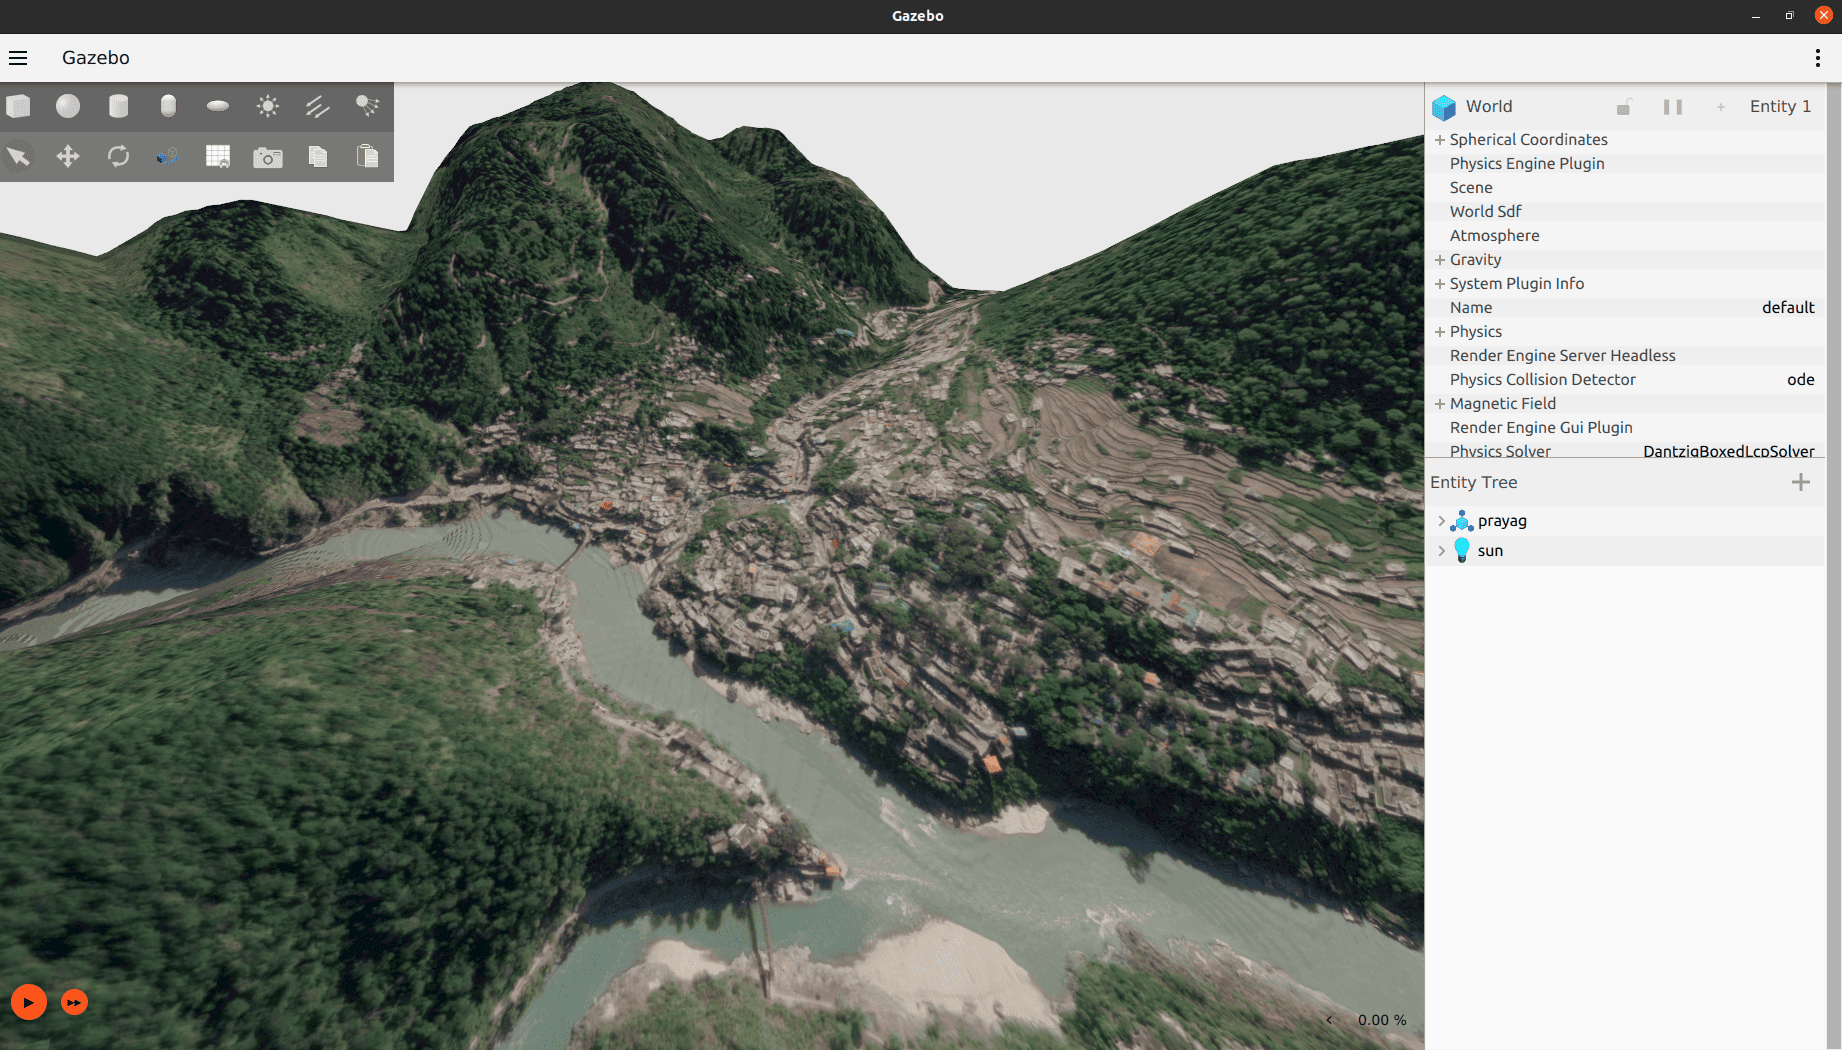 Gazebo
Gazebo
World Entity 1
Spherical Coordinates
Physics Engine Plugin
Scene
World Sdf
Atmosphere
Gravity
System Plugin Info
Name default
Physics
Render Engine Server Headless
Physics Collision Detector ode
Magnetic Field
Render Engine Gui Plugin
Physics Solver DantzigBoxedLcpSolver
Entity Tree
prayag
sun
0.00 %